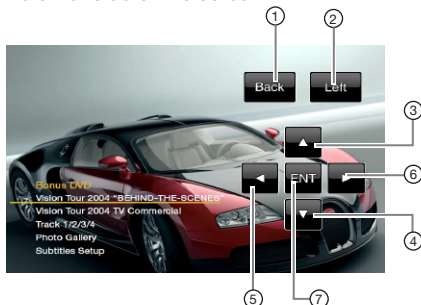 ①
②
Back
Left
③
ENT
⑥
Bonus DVD
Vision Tour 2004 "BEHIND-THE-SCENES"
Vision Tour 2004 TV Commercial
Track 1/2/3/4
Photo Gallery
Subtitles Setup
④
⑤
⑦